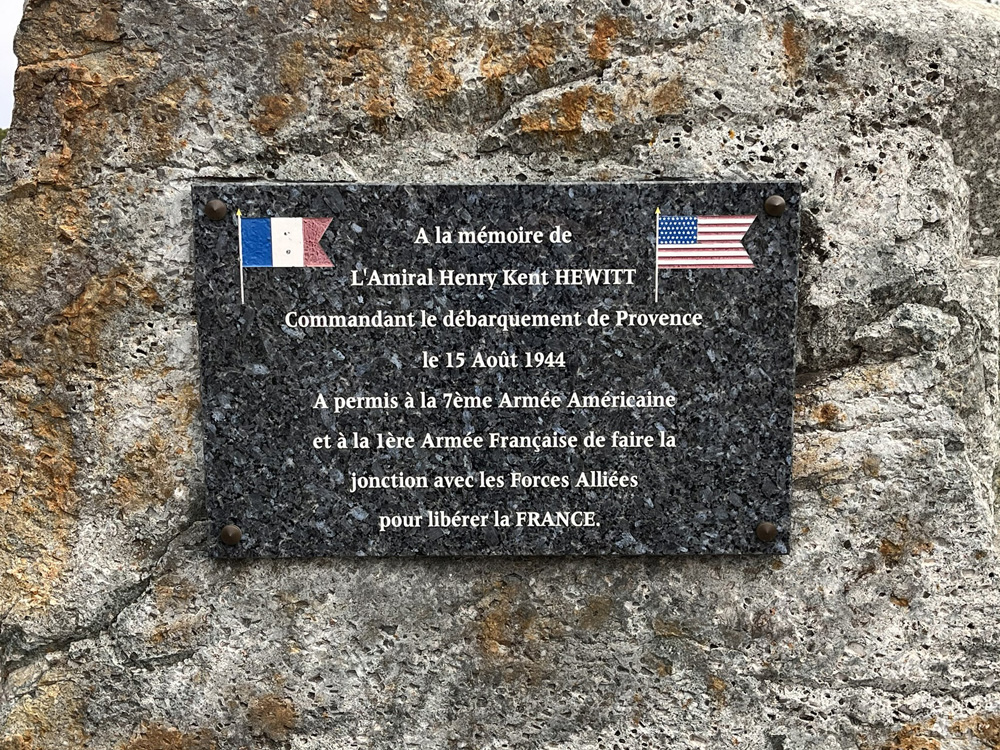 A la mémoire de
L'Amiral Henry Kent HEWITT
Commandant le débarquement de Provence
le 15 Août 1944
A permis à la 7ème Armée Américaine
et à la 1ère Armée Française de faire la
jonction avec les Forces Alliées
pour libérer la FRANCE.